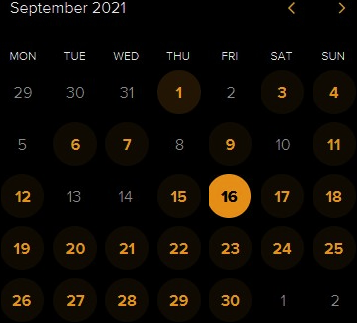 September 2021
MON TUE WED THU FRI SAT SUN
29 30 31 1 2 3 4
5 6 7 8 9 10 11
12 13 14 15 16 17 18
19 20 21 22 23 24 25
26 27 28 29 30 1 2